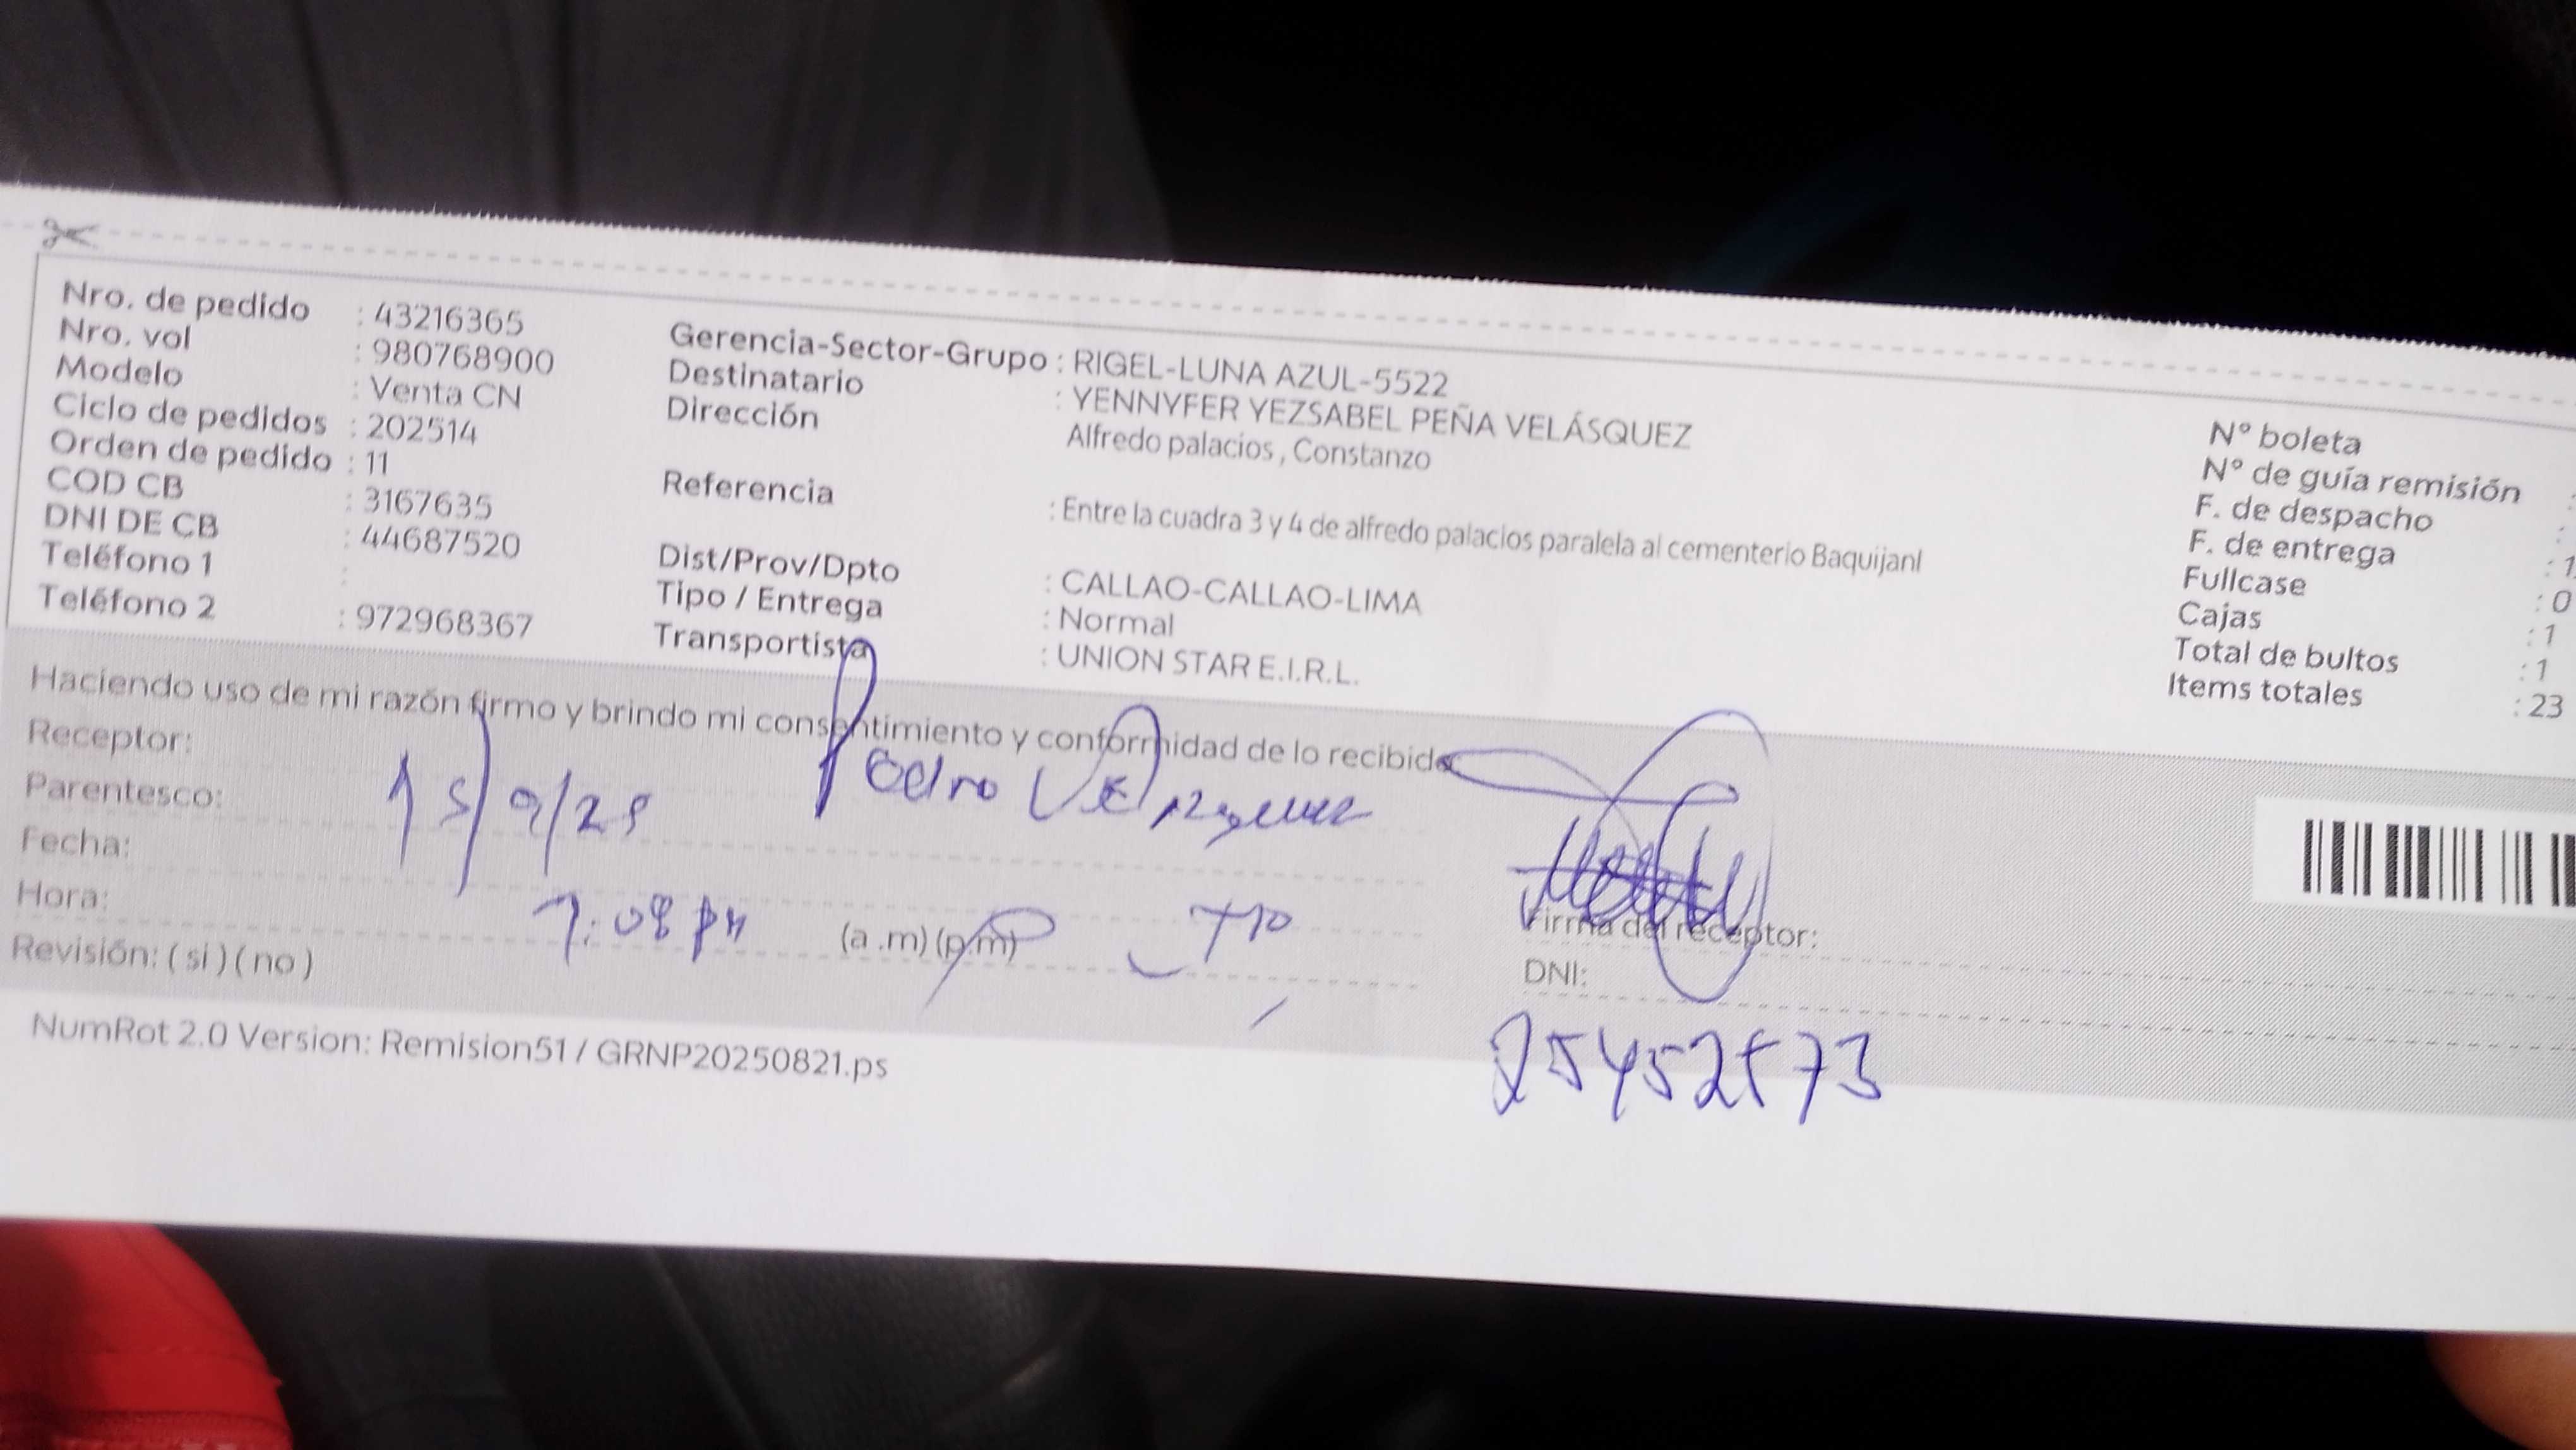 Nro. de pedido : 43216365
Nro. vol : 980768900
Modelo : Venta CN
Ciclo de pedidos : 202514
Orden de pedido : 11
COD CB : 3167635
DNI DE CB : 44687520
Teléfono 1 :
Teléfono 2 : 972968367
Gerencia-Sector-Grupo : RIGEL-LUNA AZUL-5522
Destinatario : YENNYFER YEZSABEL PEÑA VELÁSQUEZ
Dirección Alfredo palacios , Constanzo
Referencia : Entre la cuadra 3 y 4 de alfredo palacios paralela al cementerio Baquijanl
Dist/Prov/Dpto : CALLAO-CALLAO-LIMA
Tipo / Entrega : Normal
Transportista : UNION STAR E.I.R.L.
N° boleta
N° de guía remisión :
F. de despacho :
F. de entrega : 1
Fullcase : 0
Cajas : 1
Total de bultos : 1
Items totales : 23
Haciendo uso de mi razón firmo y brindo mi consentimiento y conformidad de lo recibido.
Receptor: Pedro Velazquez
Parentesco: 15/9/25
Fecha:
Hora: 7:08 PM (a .m) (p.m) TIO
Revisión: ( si ) ( no )
Firma del receptor:
DNI:
25452573
NumRot 2.0 Version: Remision51 / GRNP20250821.ps